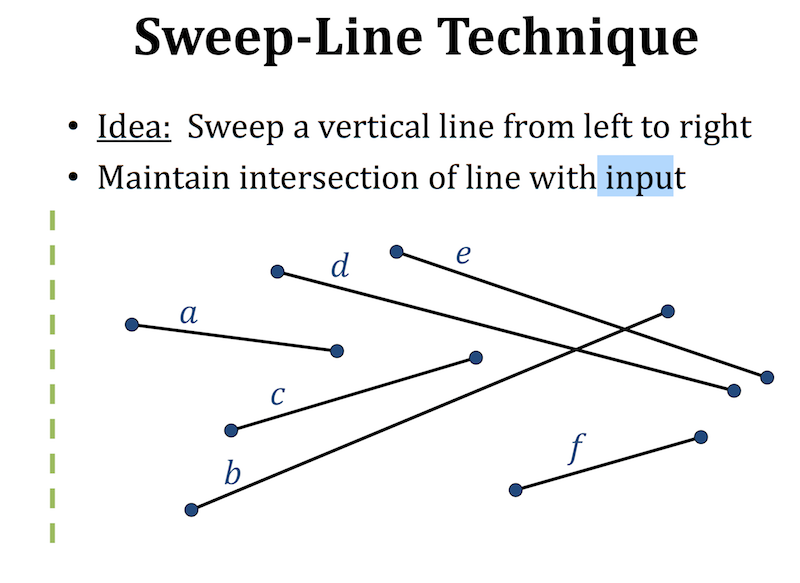 Sweep-Line Technique
• Idea: Sweep a vertical line from left to right
• Maintain intersection of line with input
d
e
a
c
b
f